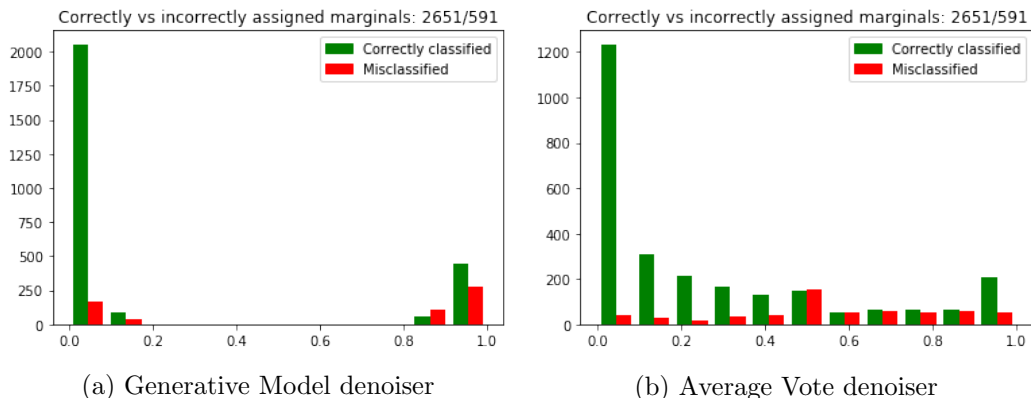 Correctly vs incorrectly assigned marginals: 2651/591
Correctly classified
Misclassified
2000
1750
1500
1250
1000
750
500
250
0
0.0 0.2 0.4 0.6 0.8 1.0
(a) Generative Model denoiser
Correctly vs incorrectly assigned marginals: 2651/591
Correctly classified
Misclassified
1200
1000
800
600
400
200
0
0.0 0.2 0.4 0.6 0.8 1.0
(b) Average Vote denoiser